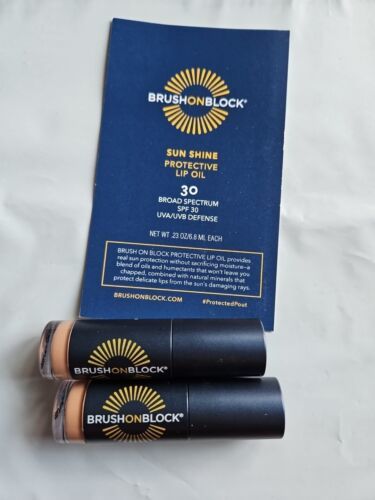 BRUSHONBLOCK®
SUN SHINE
PROTECTIVE
LIP OIL
30
BROAD SPECTRUM
SPF 30
UVA/UVB DEFENSE
NET WT .23 OZ/6.8 ML EACH
BRUSH ON BLOCK PROTECTIVE LIP OIL provides
real sun protection without sacrificing moisture–a
blend of oils and humectants that won't leave you
chapped, combined with natural minerals that
protect delicate lips from the sun's damaging rays.
BRUSHONBLOCK.COM #ProtectedPout
BRUSHONBLOCK®
BRUSHONBLOCK®